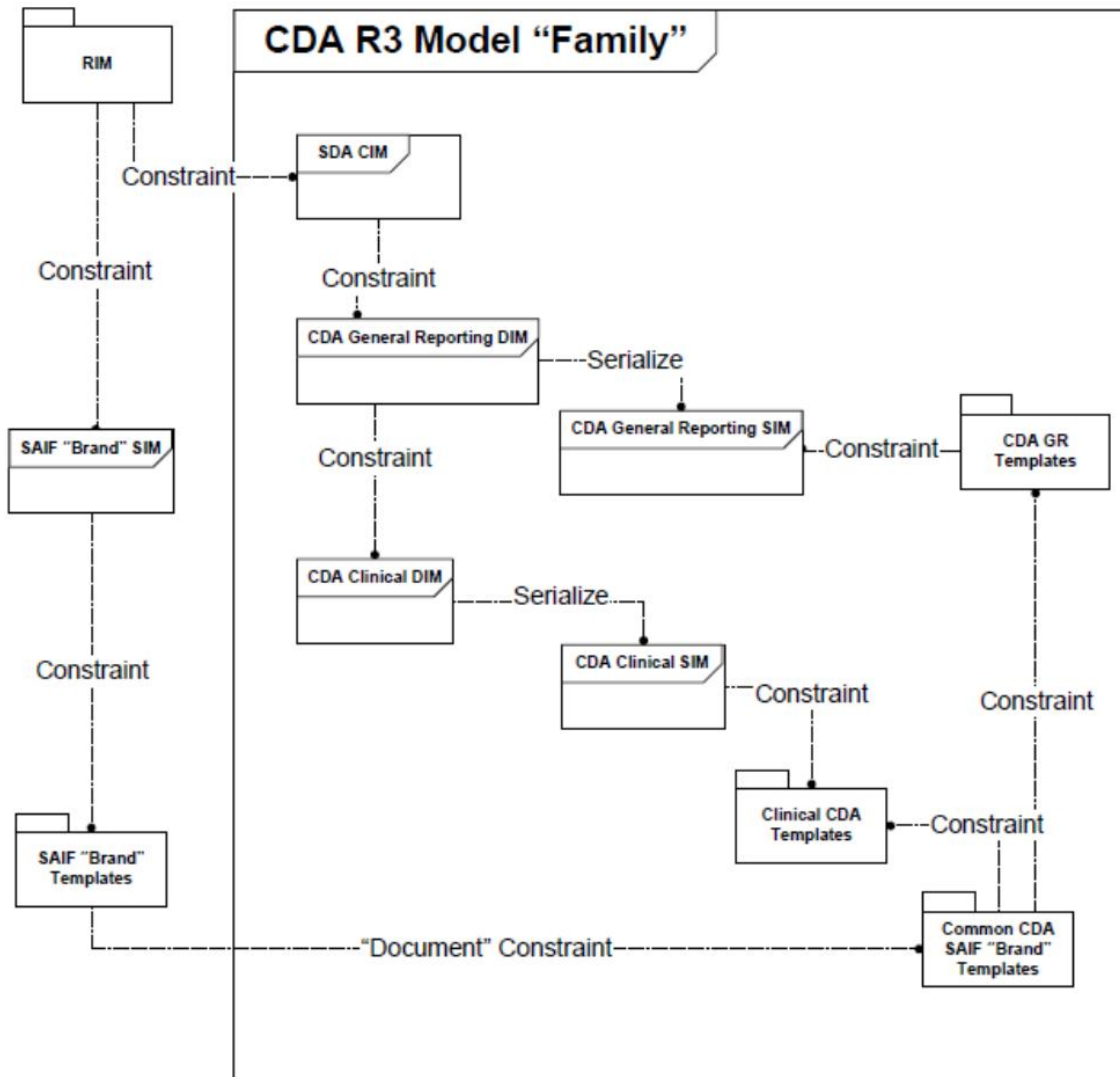 CDA R3 Model “Family”
RIM
SDA CIM
Constraint
Constraint
Constraint
CDA General Reporting DIM
Serialize
CDA General Reporting SIM
CDA GR
Templates
SAIF “Brand” SIM
Constraint
Constraint
CDA Clinical DIM
Serialize
CDA Clinical SIM
Constraint
Constraint
Constraint
Clinical CDA
Templates
Constraint
SAIF “Brand”
Templates
Common CDA
SAIF “Brand”
Templates
“Document” Constraint